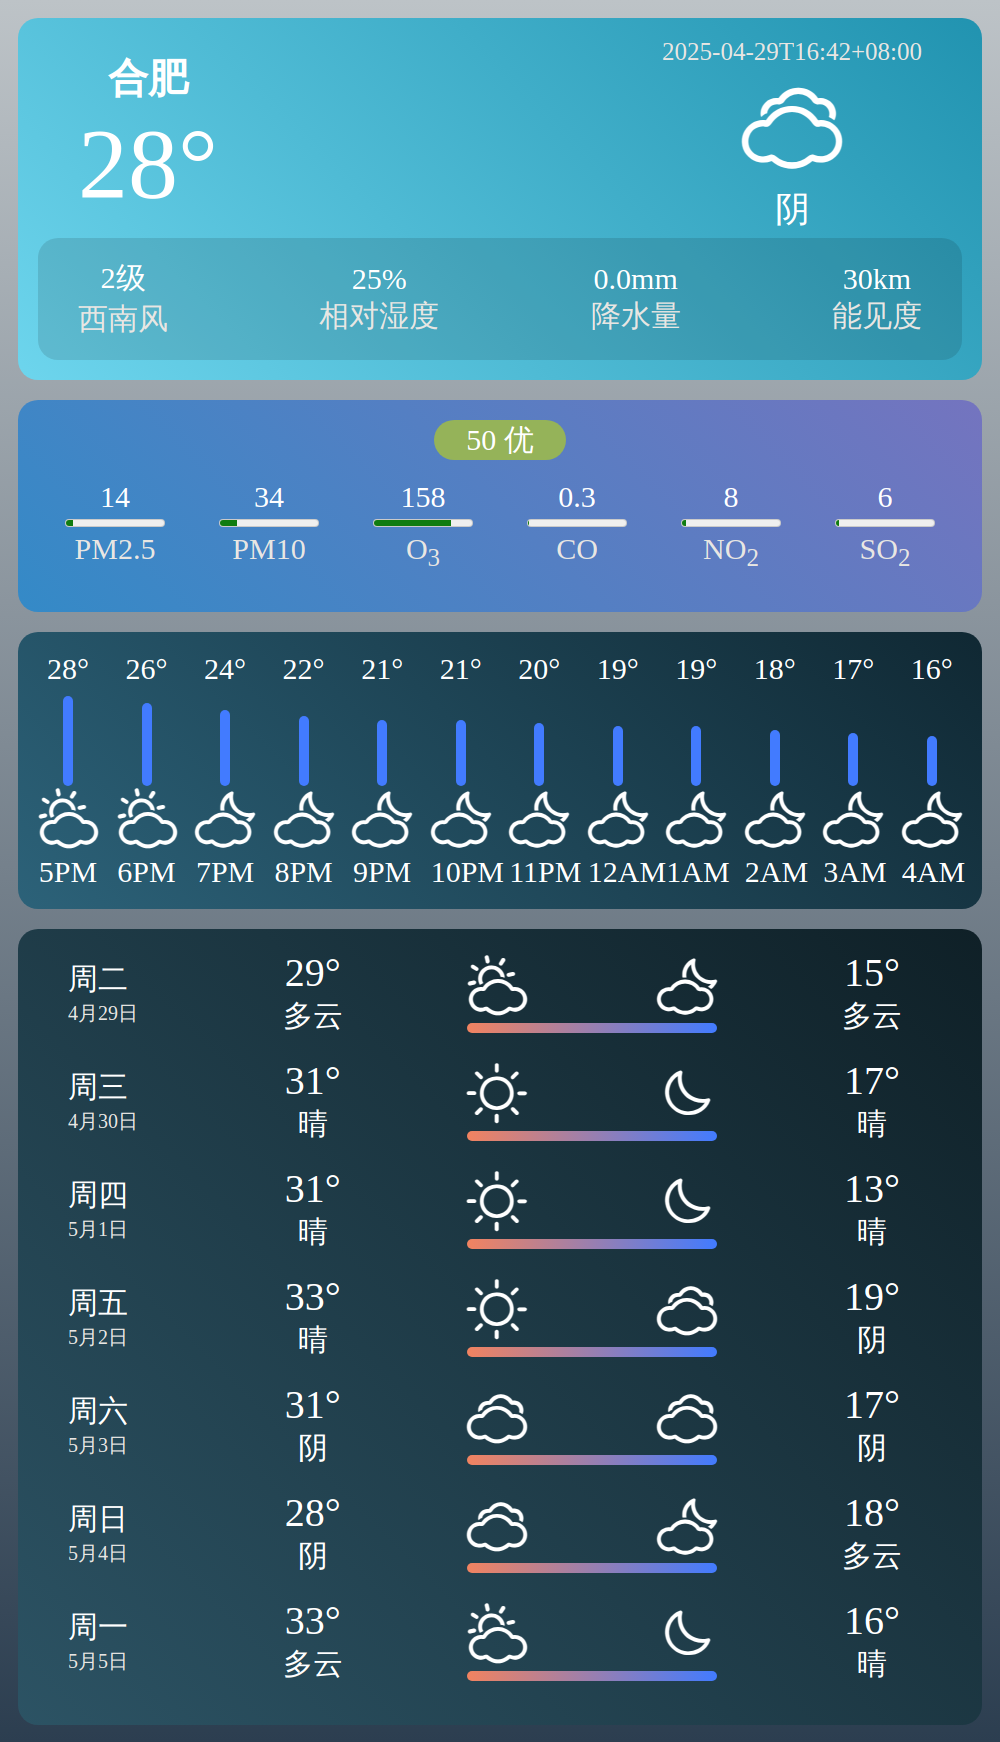 合肥
28°
2025-04-29T16:42+08:00
阴
2级 25% 0.0mm 30km
西南风 相对湿度 降水量 能见度
50 优
14 34 158 0.3 8 6
PM2.5 PM10 O3 CO NO2 SO2
28° 26° 24° 22° 21° 21° 20° 19° 19° 18° 17° 16°
5PM 6PM 7PM 8PM 9PM 10PM 11PM 12AM 1AM 2AM 3AM 4AM
周二 29° 15°
4月29日 多云 多云
周三 31° 17°
4月30日 晴 晴
周四 31° 13°
5月1日 晴 晴
周五 33° 19°
5月2日 晴 阴
周六 31° 17°
5月3日 阴 阴
周日 28° 18°
5月4日 阴 多云
周一 33° 16°
5月5日 多云 晴